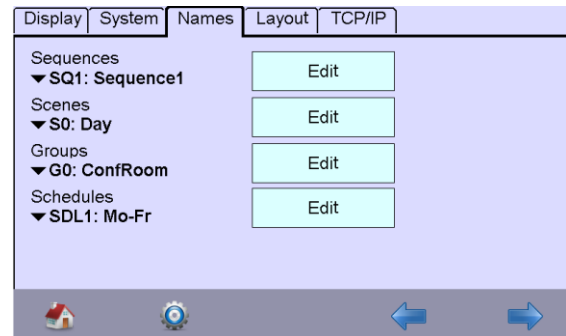 Display System Names Layout TCP/IP
Sequences
SQ1: Sequence1 Edit
Scenes
S0: Day Edit
Groups
G0: ConfRoom Edit
Schedules
SDL1: Mo-Fr Edit